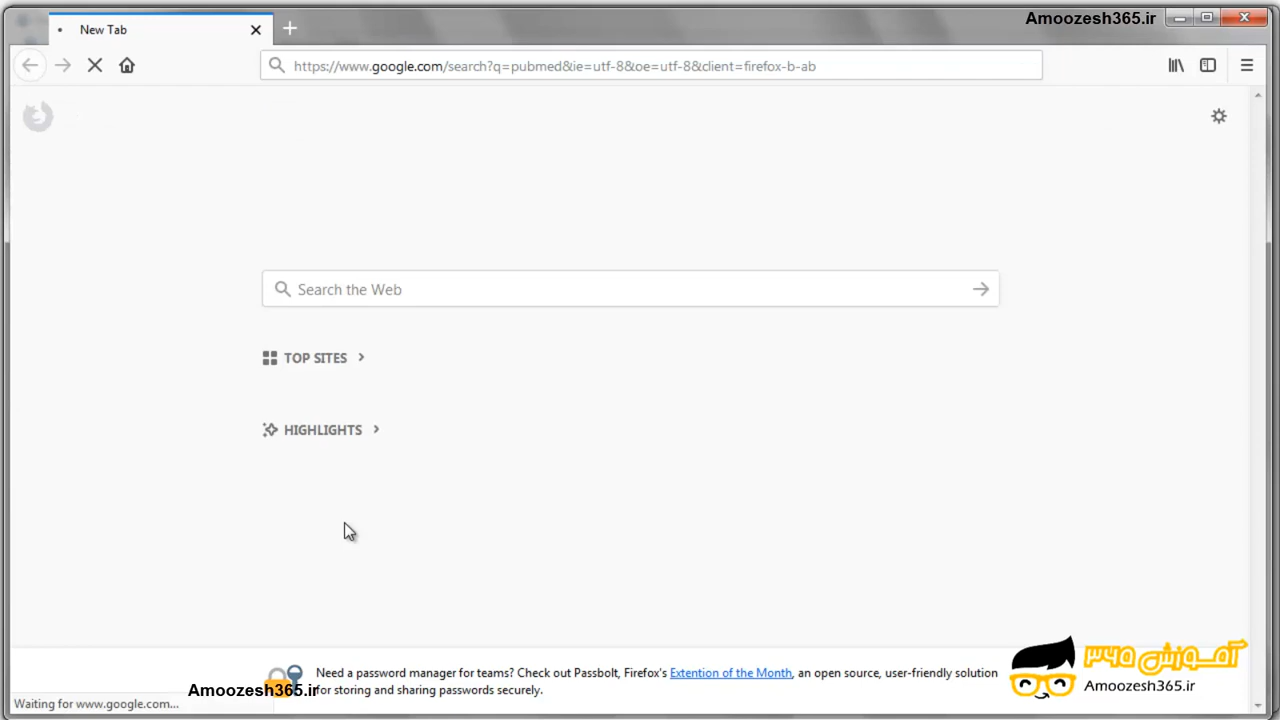 Amoozesh365.ir
New Tab
https://www.google.com/search?q=pubmed&ie=utf-8&oe=utf-8&client=firefox-b-ab
Search the Web
TOP SITES
HIGHLIGHTS
Need a password manager for teams? Check out Passbolt, Firefox's Extention of the Month, an open source, user-friendly solution
for storing and sharing passwords securely.
Amoozesh365.ir
آموزش ۳۶۵
Amoozesh365.ir
Waiting for www.google.com...